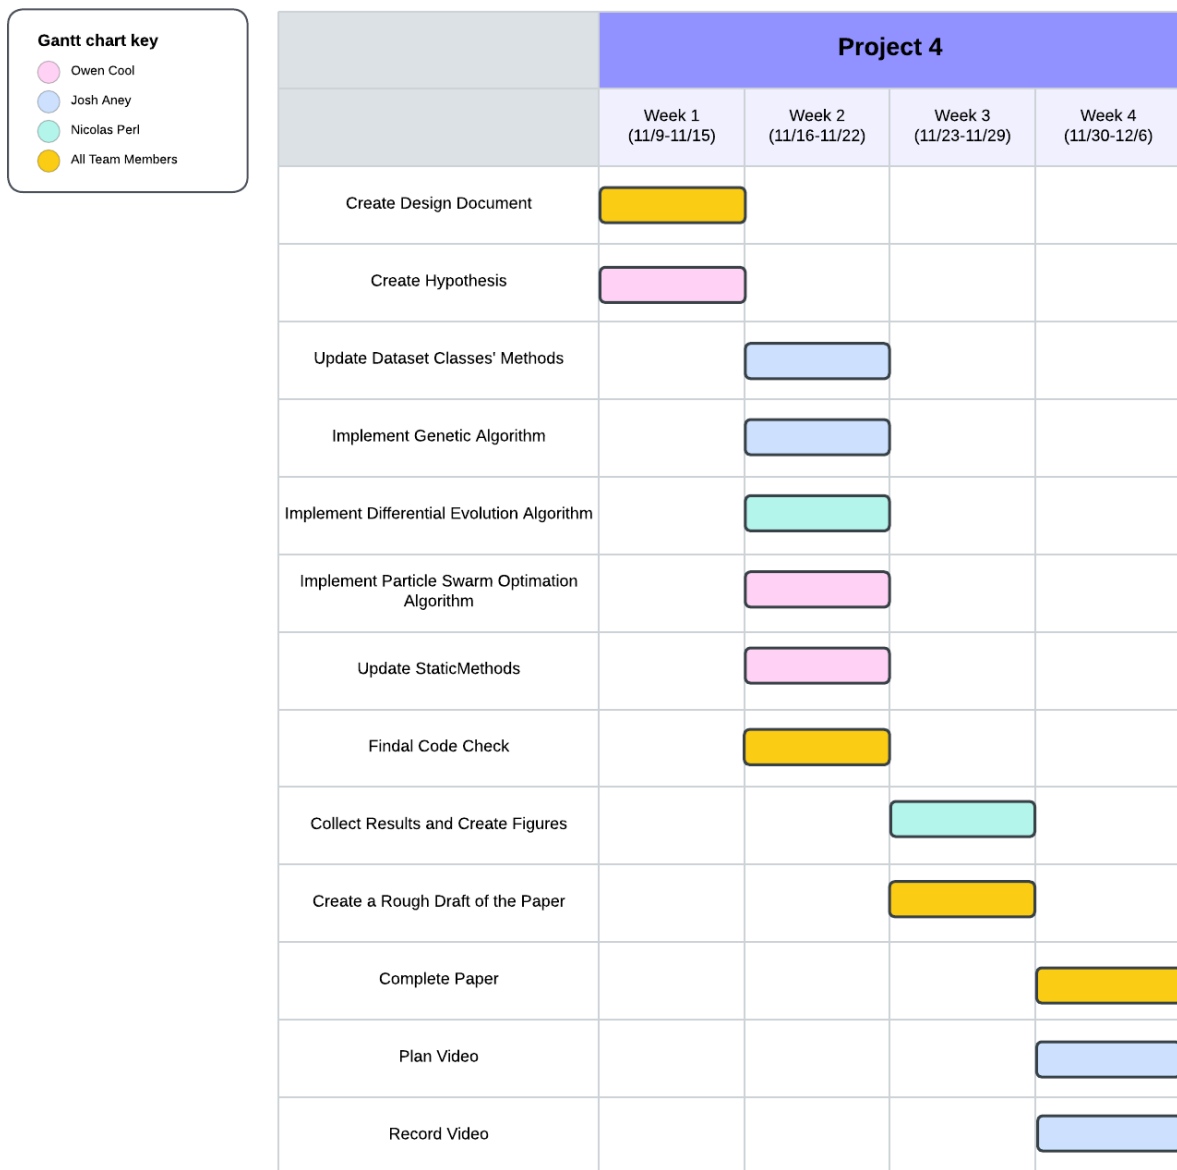 Gantt chart key
Owen Cool
Josh Aney
Nicolas Perl
All Team Members
Project 4
Week 1
(11/9-11/15)
Week 2
(11/16-11/22)
Week 3
(11/23-11/29)
Week 4
(11/30-12/6)
Create Design Document
Create Hypothesis
Update Dataset Classes' Methods
Implement Genetic Algorithm
Implement Differential Evolution Algorithm
Implement Particle Swarm Optimation
Algorithm
Update StaticMethods
Findal Code Check
Collect Results and Create Figures
Create a Rough Draft of the Paper
Complete Paper
Plan Video
Record Video